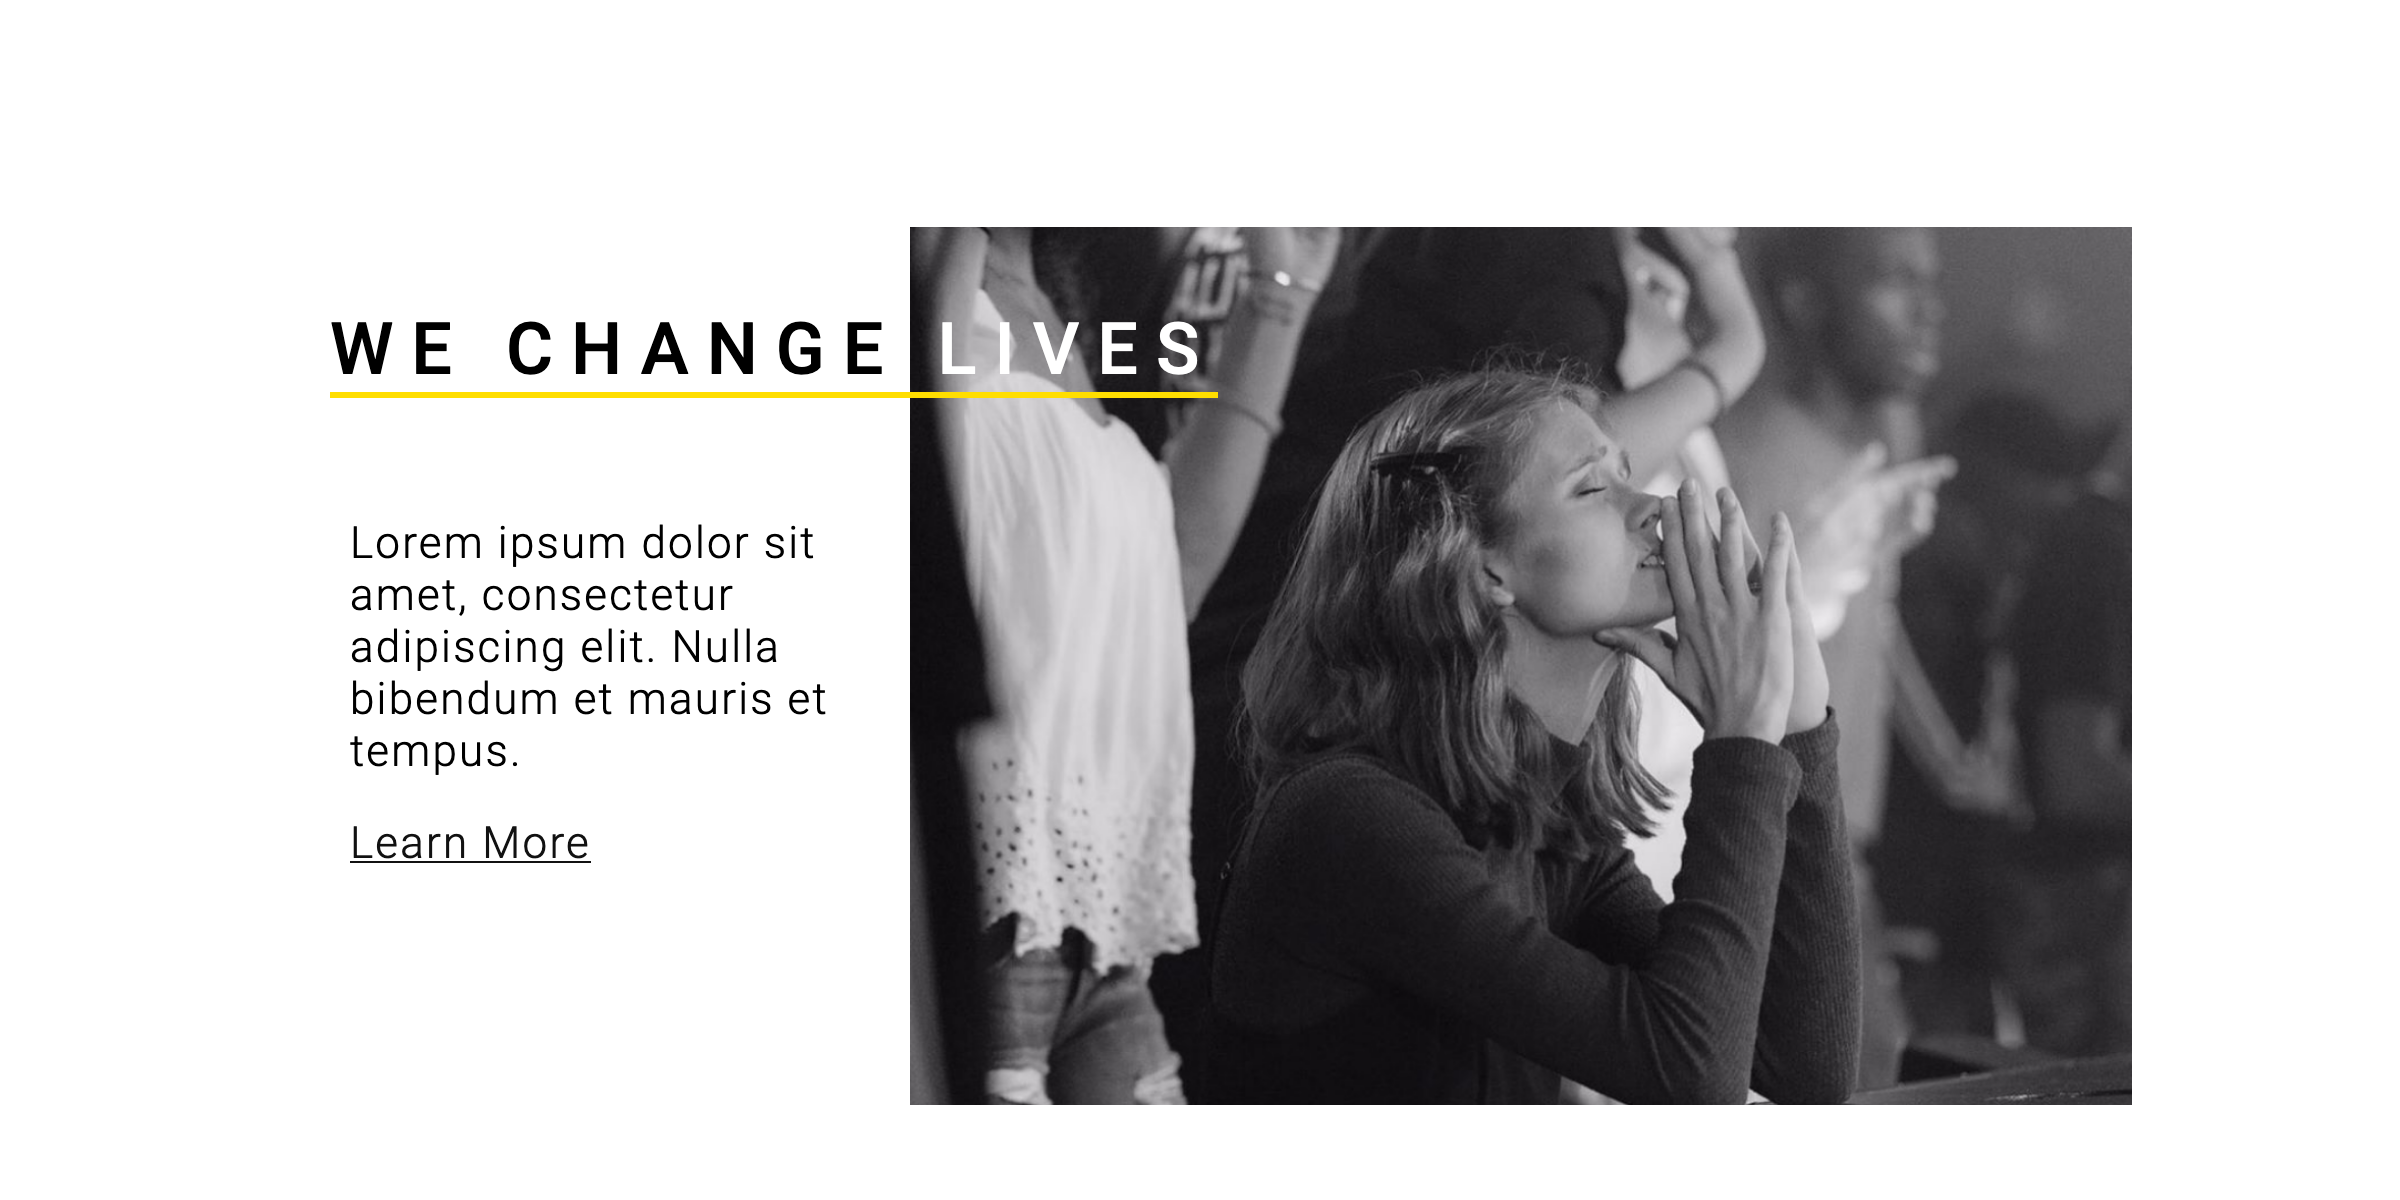 WE CHANGE LIVES
Lorem ipsum dolor sit
amet, consectetur
adipiscing elit. Nulla
bibendum et mauris et
tempus.
Learn More